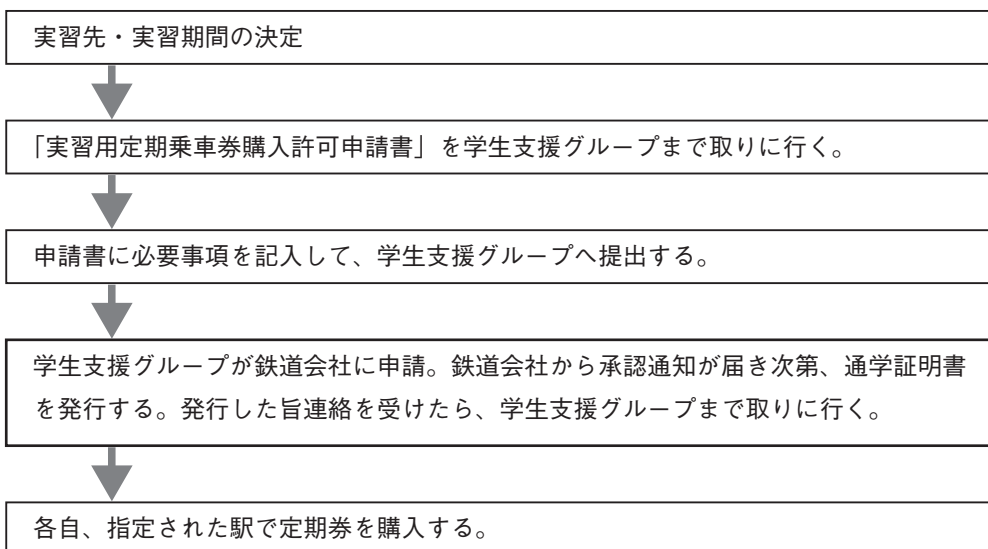 実習先・実習期間の決定
「実習用定期乗車券購入許可申請書」を学生支援グループまで取りに行く。
申請書に必要事項を記入して、学生支援グループへ提出する。
学生支援グループが鉄道会社に申請。鉄道会社から承認通知が届き次第、通学証明書
を発行する。発行した旨連絡を受けたら、学生支援グループまで取りに行く。
各自、指定された駅で定期券を購入する。